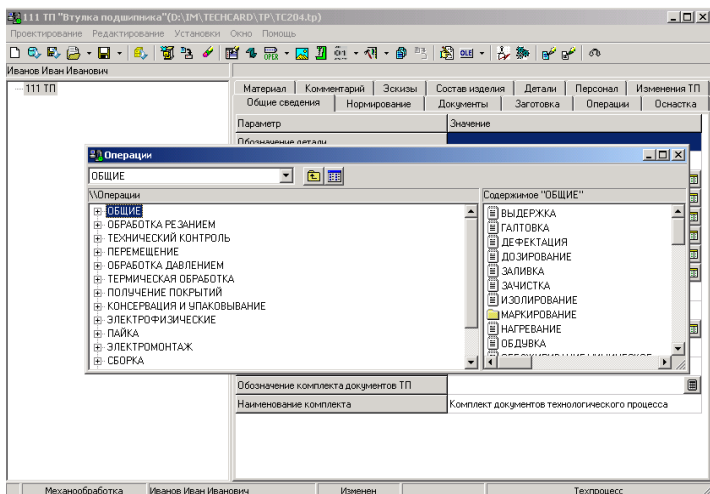 111 ТП "Втулка подшипника"(D:\IM\TECHCARD\TP\TC204.tp)
Проектирование Редактирование Установки Окно Помощь
Иванов Иван Иванович
111 ТП
Материал Комментарий Эскизы Состав изделия Детали Персонал Изменения ТП
Общие сведения Нормирование Документы Заготовка Операции Оснастка
Параметр Значение
Обозначение детали
Операции
ОБЩИЕ
\\Операции Содержимое "ОБЩИЕ"
ОБЩИЕ ВЫДЕРЖКА
ОБРАБОТКА РЕЗАНИЕМ ГАЛТОВКА
ТЕХНИЧЕСКИЙ КОНТРОЛЬ ДЕФЕКТАЦИЯ
ПЕРЕМЕЩЕНИЕ ДОЗИРОВАНИЕ
ОБРАБОТКА ДАВЛЕНИЕМ ЗАЛИВКА
ТЕРМИЧЕСКАЯ ОБРАБОТКА ЗАЧИСТКА
ПОЛУЧЕНИЕ ПОКРЫТИЙ ИЗОЛИРОВАНИЕ
КОНСЕРВАЦИЯ И УПАКОВЫВАНИЕ МАРКИРОВАНИЕ
ЭЛЕКТРОФИЗИЧЕСКИЕ НАГРЕВАНИЕ
ПАЙКА ОБДУВКА
ЭЛЕКТРОМОНТАЖ
СБОРКА
Обозначение комплекта документов ТП
Наименование комплекта Комплект документов технологического процесса
Механообработка Иванов Иван Иванович Изменен Техпроцесс